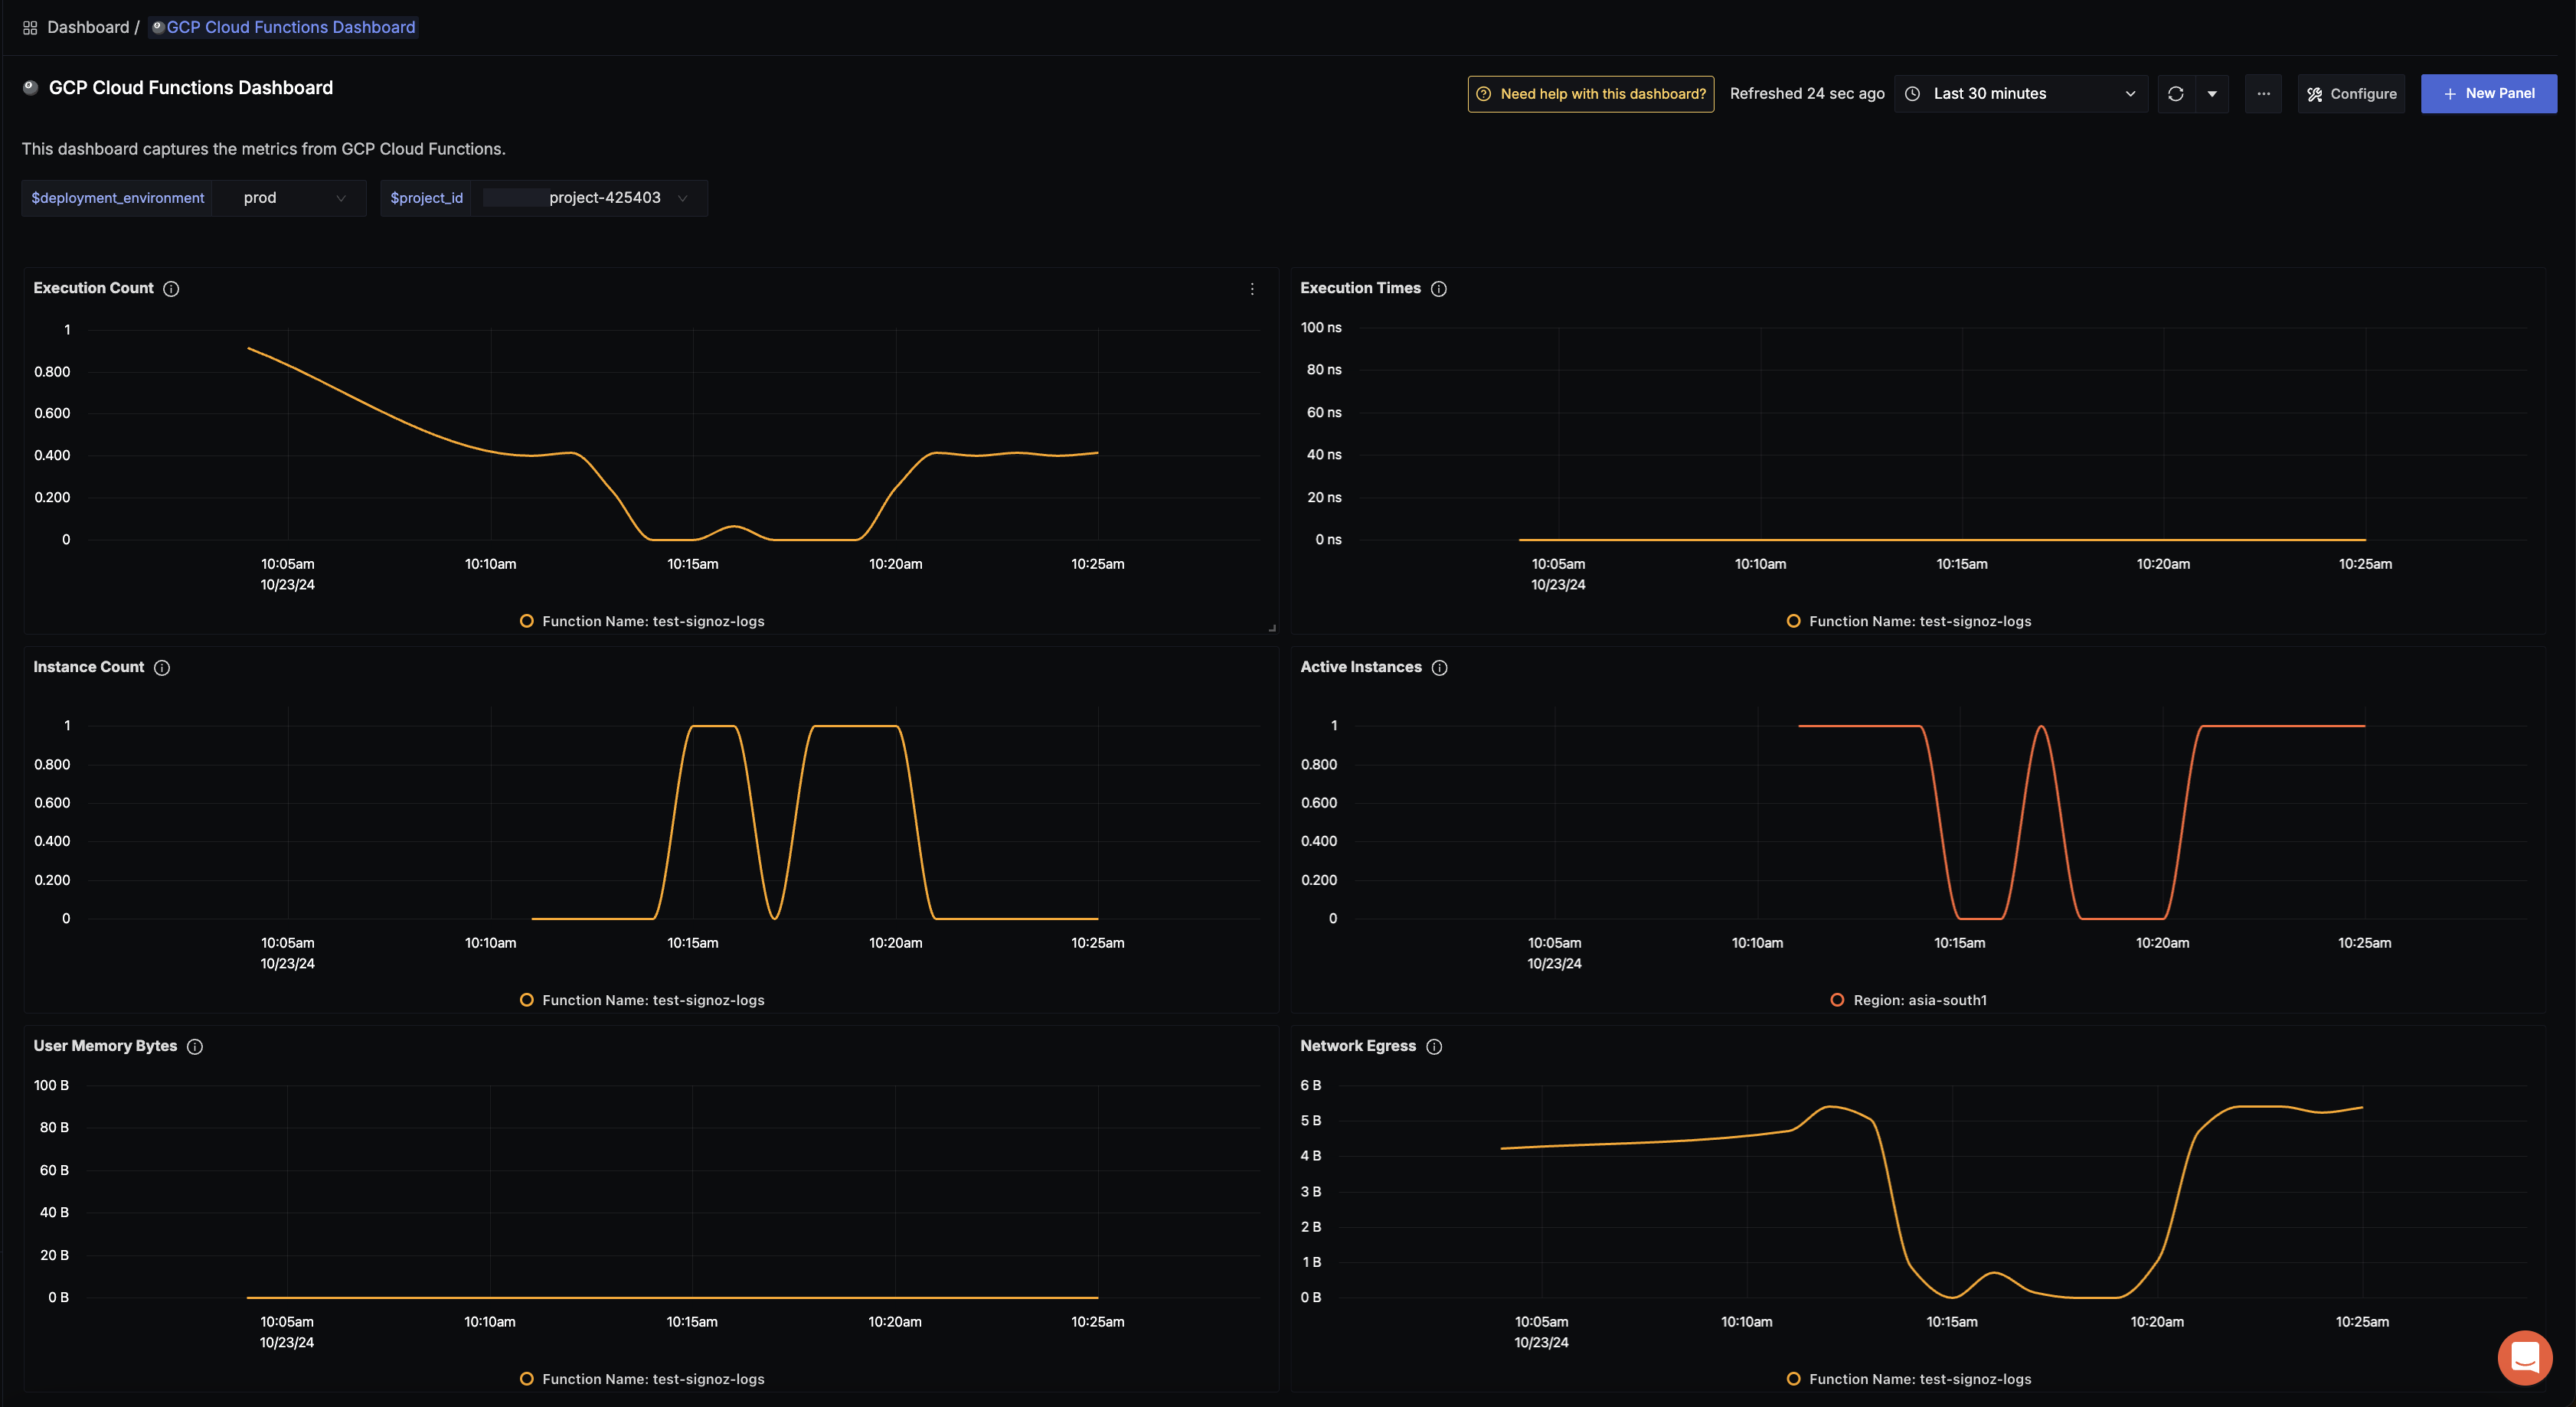 Dashboard / 🎱GCP Cloud Functions Dashboard
GCP Cloud Functions Dashboard
Need help with this dashboard? Refreshed 24 sec ago Last 30 minutes ... Configure + New Panel
This dashboard captures the metrics from GCP Cloud Functions.
$deployment_environment prod $project_id project-425403
Execution Count
1
0.800
0.600
0.400
0.200
0
10:05am 10:10am 10:15am 10:20am 10:25am
10/23/24
Function Name: test-signoz-logs
Execution Times
100 ns
80 ns
60 ns
40 ns
20 ns
0 ns
10:05am 10:10am 10:15am 10:20am 10:25am
10/23/24
Function Name: test-signoz-logs
Instance Count
1
0.800
0.600
0.400
0.200
0
10:05am 10:10am 10:15am 10:20am 10:25am
10/23/24
Function Name: test-signoz-logs
Active Instances
1
0.800
0.600
0.400
0.200
0
10:05am 10:10am 10:15am 10:20am 10:25am
10/23/24
Region: asia-south1
User Memory Bytes
100 B
80 B
60 B
40 B
20 B
0 B
10:05am 10:10am 10:15am 10:20am 10:25am
10/23/24
Function Name: test-signoz-logs
Network Egress
6 B
5 B
4 B
3 B
2 B
1 B
0 B
10:05am 10:10am 10:15am 10:20am 10:25am
10/23/24
Function Name: test-signoz-logs